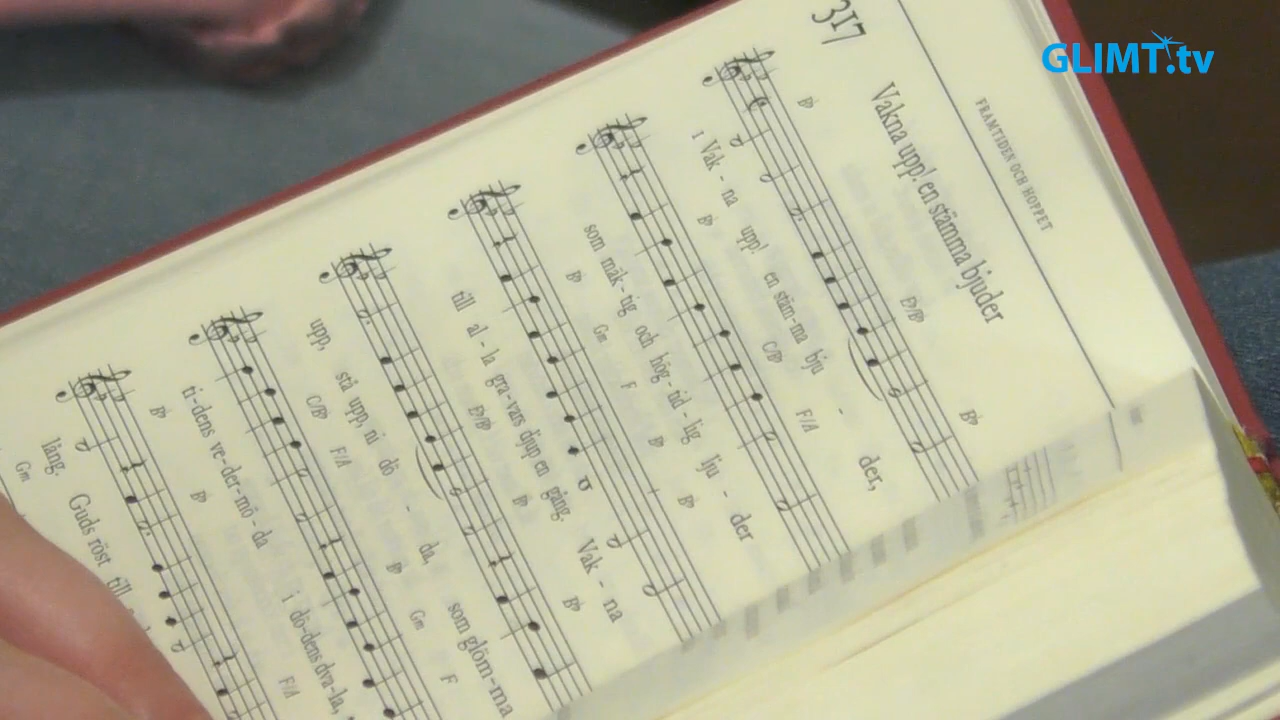 GLIMT.tv
FRAMTIDEN OCH HOPPET
317
Vakna upp! en stämma bjuder
B♭ E♭/B♭ B♭
1 Vak - na upp! en stäm - ma bju - der,
B♭ C/B♭ F/A B♭
som mäk - tig och hög - tid - lig lju - der
B♭ Gm F B♭
till al - la gra - vars djup en gång. Vak - na
E♭/B♭ B♭ B♭
upp, stå upp, ni dö - da, som glöm - ma
C/B♭ F/A B♭ Gm F
ti - dens ve - der - mö - da i dö - dens dva - la,
B♭ B♭ F/A
lång. Guds röst till
Gm